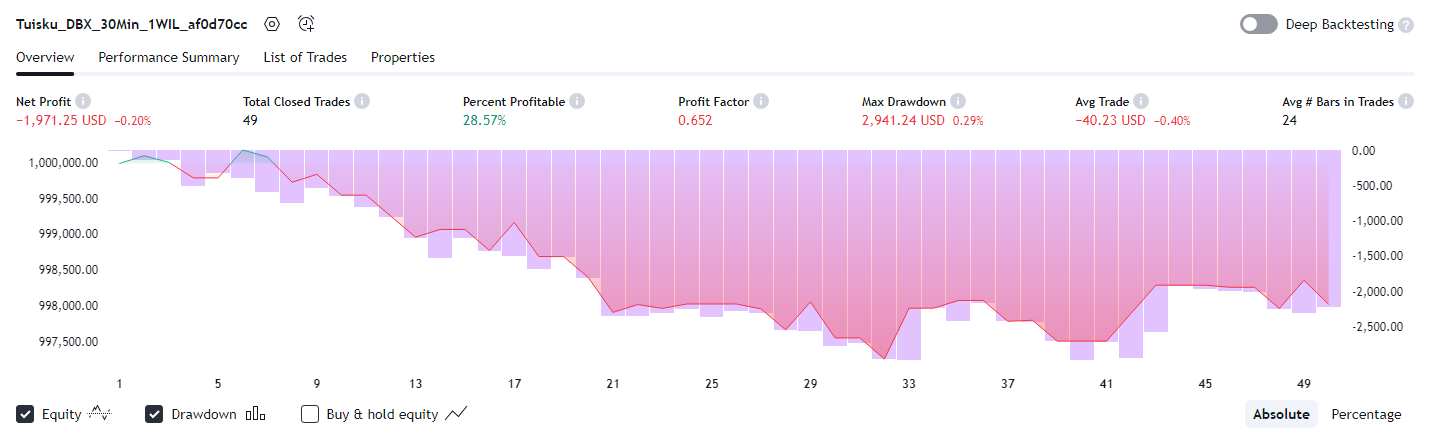 Tuisku_DBX_30Min_1WIL_af0d70cc
Deep Backtesting ?
Overview Performance Summary List of Trades Properties
Net Profit Total Closed Trades Percent Profitable Profit Factor Max Drawdown Avg Trade Avg # Bars in Trades
−1,971.25 USD −0.20% 49 28.57% 0.652 2,941.24 USD 0.29% −40.23 USD −0.40% 24
1,000,000.00 0.00
999,500.00 -500.00
999,000.00 -1,000.00
998,500.00 -1,500.00
998,000.00 -2,000.00
997,500.00 -2,500.00
1 5 9 13 17 21 25 29 33 37 41 45 49
Equity Drawdown Buy & hold equity Absolute Percentage